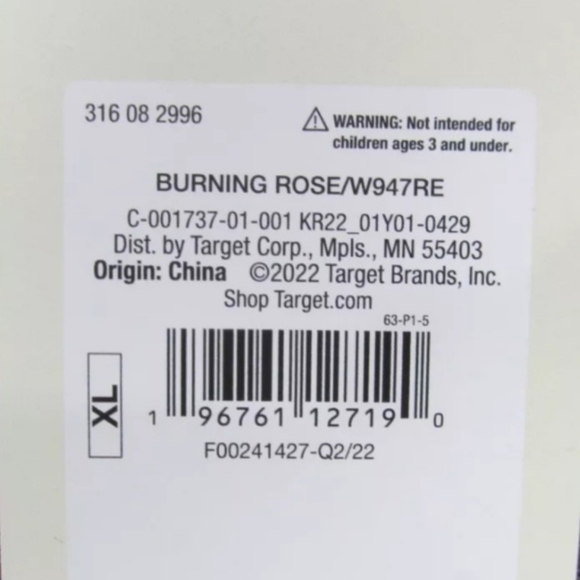 316 08 2996
⚠ WARNING: Not intended for
children ages 3 and under.
BURNING ROSE/W947RE
C-001737-01-001 KR22_01Y01-0429
Dist. by Target Corp., Mpls., MN 55403
Origin: China ©2022 Target Brands, Inc.
Shop Target.com
63-P1-5
XL
1 96761 12719 0
F00241427-Q2/22